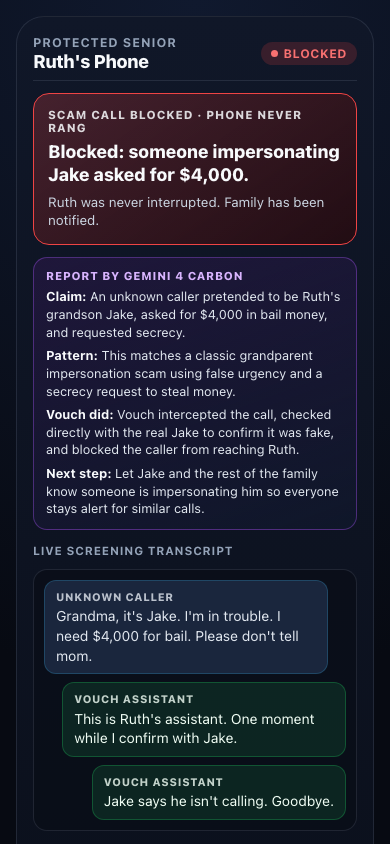 PROTECTED SENIOR
Ruth's Phone
BLOCKED
SCAM CALL BLOCKED · PHONE NEVER
RANG
Blocked: someone impersonating
Jake asked for $4,000.
Ruth was never interrupted. Family has been
notified.
REPORT BY GEMINI 4 CARBON
Claim: An unknown caller pretended to be Ruth's
grandson Jake, asked for $4,000 in bail money,
and requested secrecy.
Pattern: This matches a classic grandparent
impersonation scam using false urgency and a
secrecy request to steal money.
Vouch did: Vouch intercepted the call, checked
directly with the real Jake to confirm it was fake,
and blocked the caller from reaching Ruth.
Next step: Let Jake and the rest of the family
know someone is impersonating him so everyone
stays alert for similar calls.
LIVE SCREENING TRANSCRIPT
UNKNOWN CALLER
Grandma, it's Jake. I'm in trouble. I
need $4,000 for bail. Please don't tell
mom.
VOUCH ASSISTANT
This is Ruth's assistant. One moment
while I confirm with Jake.
VOUCH ASSISTANT
Jake says he isn't calling. Goodbye.